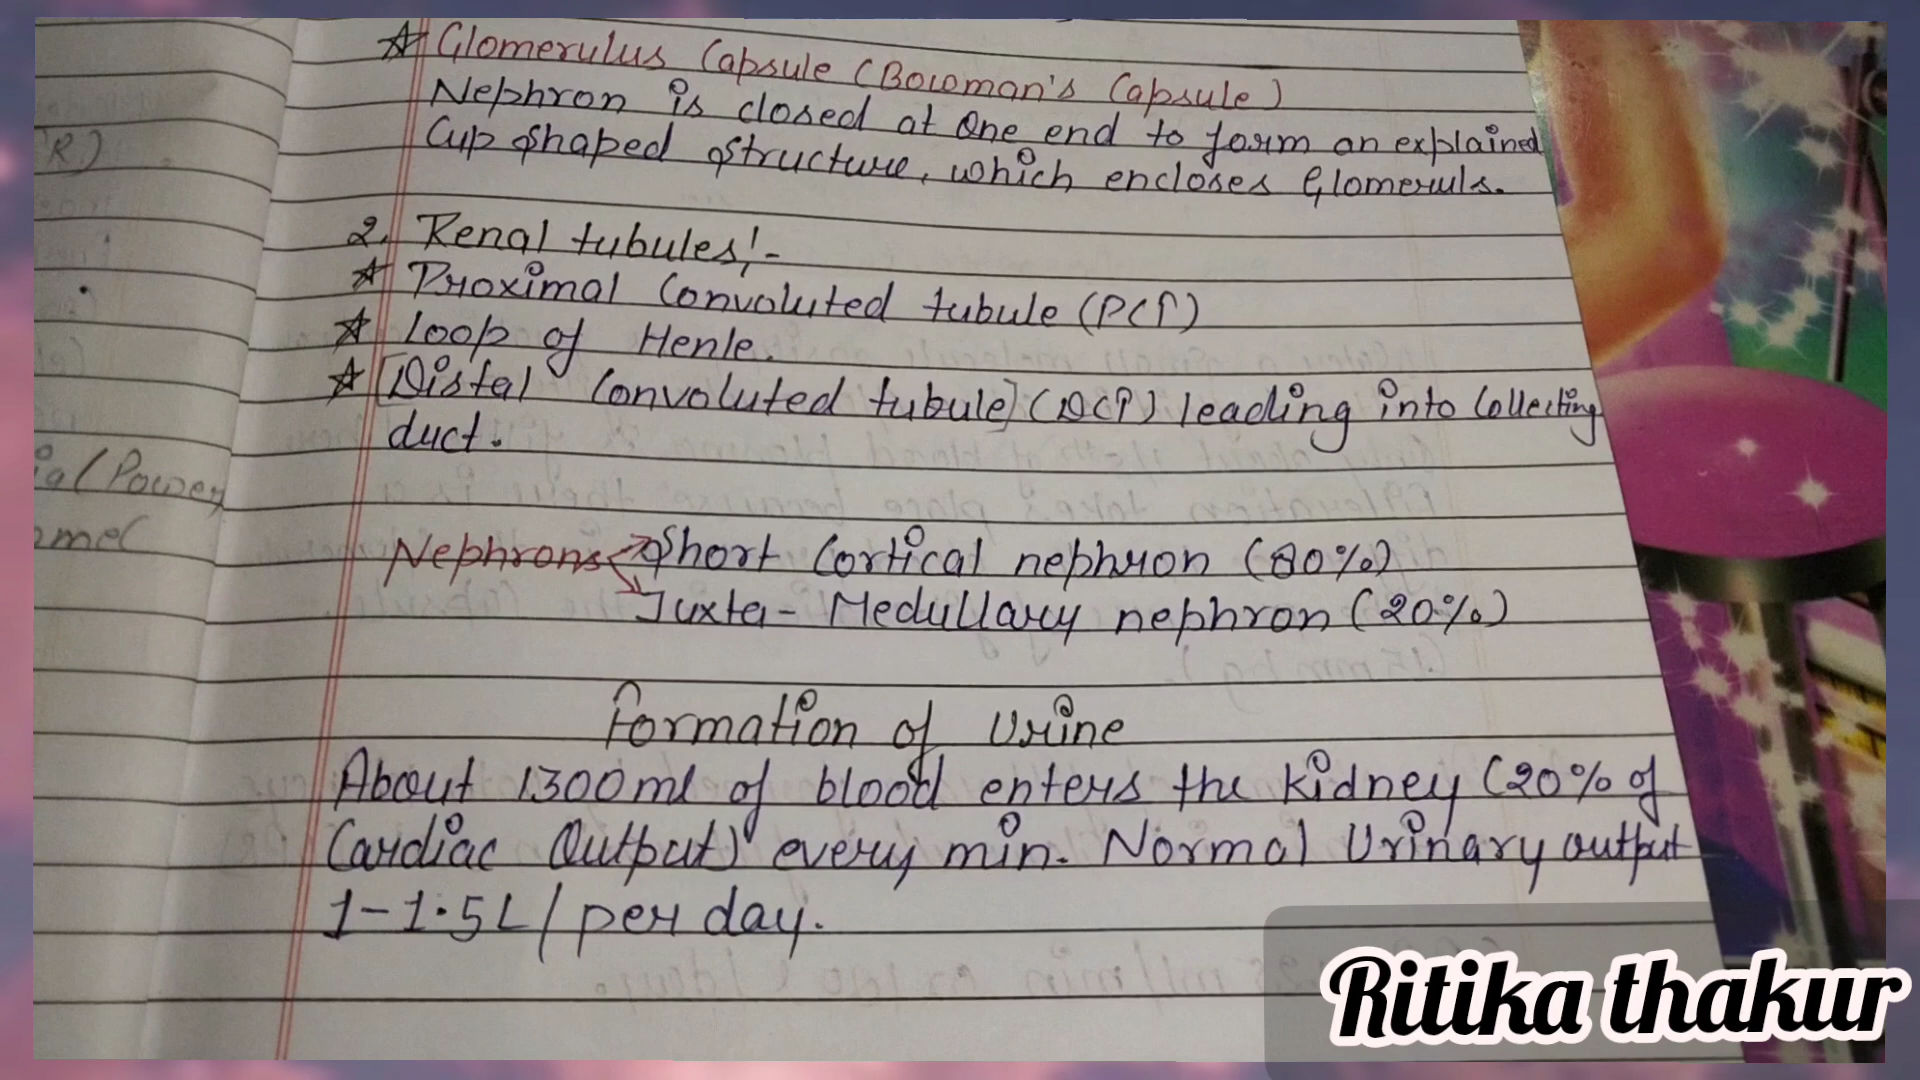 ☆ Glomerulus Capsule (Bowman's Capsule)
Nephron is closed at One end to form an explained
Cup shaped structure, which encloses Glomeruls.
2. Renal tubules:-
☆ Proximal Convoluted tubule (PCT)
☆ Loop of Henle.
☆ [Distal Convoluted tubule] (DCT) leading into Collecting
duct.
Nephrons Short Cortical nephron (80%)
Juxta-Medullary nephron (20%)
Formation of Urine
About 1300ml of blood enters the Kidney (20% of
Cardiac Output) every min. Normal Urinary output
1-1.5L/per day.
R)
(Power
Ritika thakur